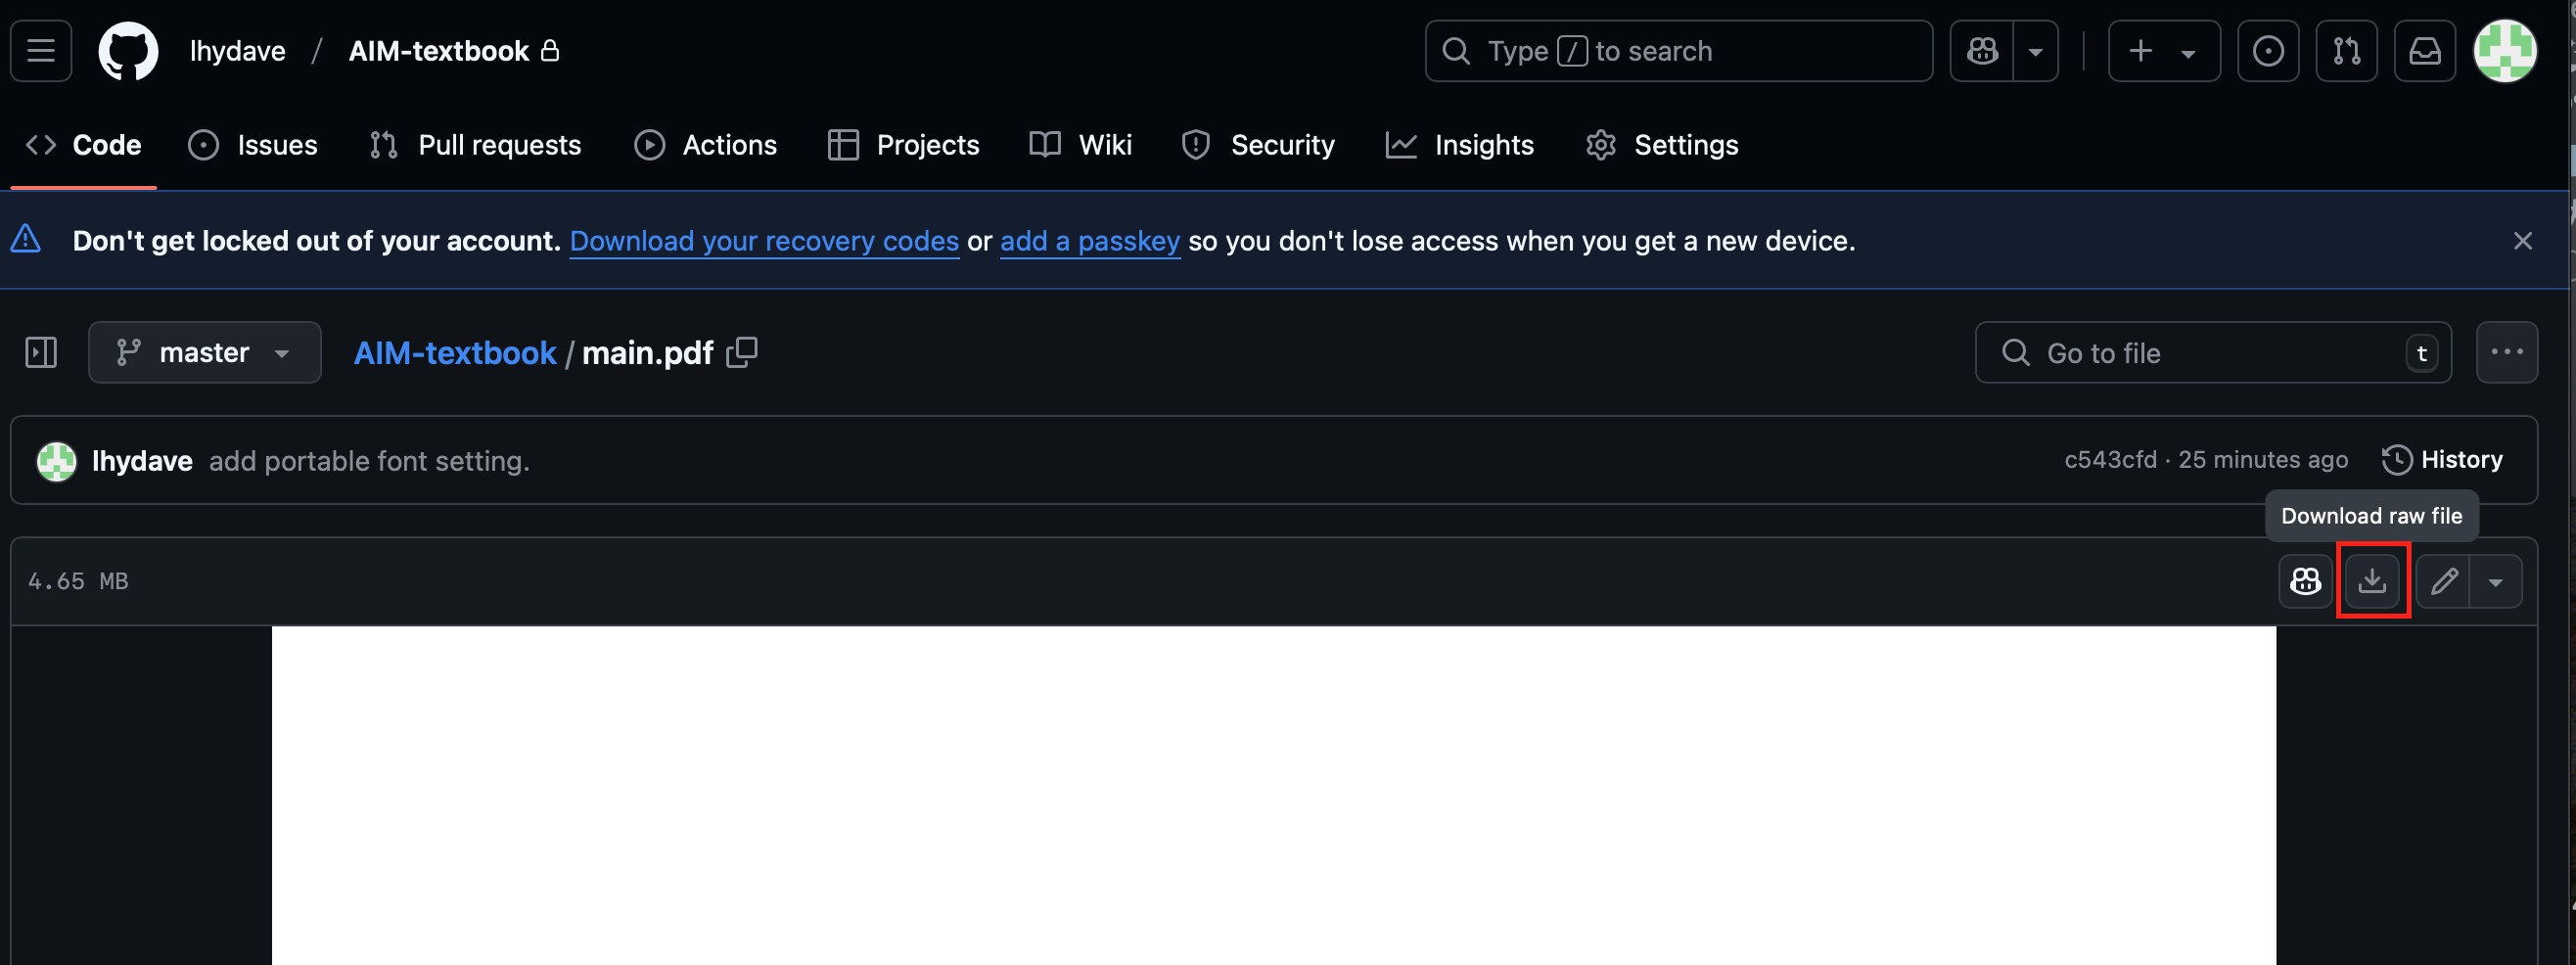 lhydave / AIM-textbook Type / to search
Code Issues Pull requests Actions Projects Wiki Security Insights Settings
Don't get locked out of your account. Download your recovery codes or add a passkey so you don't lose access when you get a new device.
master AIM-textbook / main.pdf Go to file t
lhydave add portable font setting. c543cfd · 25 minutes ago History
Download raw file
4.65 MB